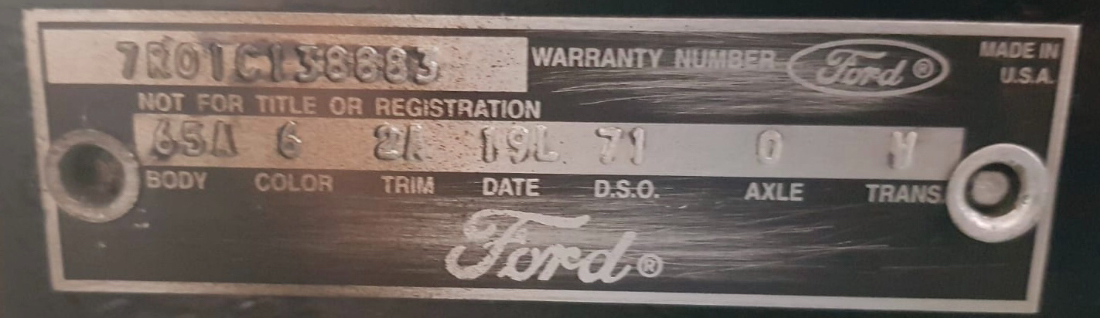 7R01C138883 WARRANTY NUMBER Ford® MADE IN
U.S.A.
NOT FOR TITLE OR REGISTRATION
65A 6 2A 19L 71 0 W
BODY COLOR TRIM DATE D.S.O. AXLE TRANS.
Ford®